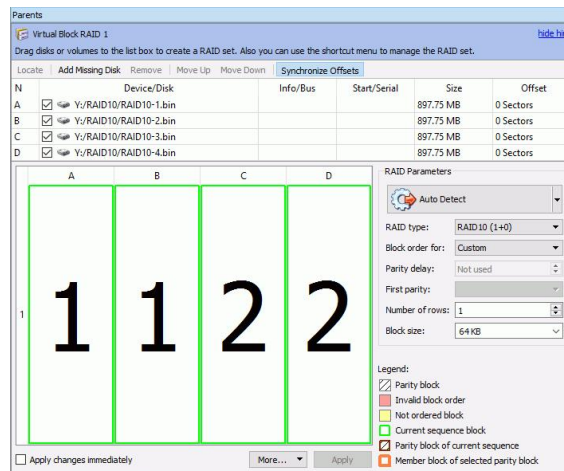 Parents
Virtual Block RAID 1 hide hi
Drag disks or volumes to the list box to create a RAID set. Also you can use the shortcut menu to manage the RAID set.
Locate Add Missing Disk Remove Move Up Move Down Synchronize Offsets
N Device/Disk Info/Bus Start/Serial Size Offset
A Y:/RAID10/RAID10-1.bin 897.75 MB 0 Sectors
B Y:/RAID10/RAID10-2.bin 897.75 MB 0 Sectors
C Y:/RAID10/RAID10-3.bin 897.75 MB 0 Sectors
D Y:/RAID10/RAID10-4.bin 897.75 MB 0 Sectors
A B C D
1 1 1 2 2
RAID Parameters
Auto Detect
RAID type: RAID10 (1+0)
Block order for: Custom
Parity delay: Not used
First parity:
Number of rows: 1
Block size: 64 KB
Legend:
Parity block
Invalid block order
Not ordered block
Current sequence block
Parity block of current sequence
Member block of selected parity block
Apply changes immediately More... Apply